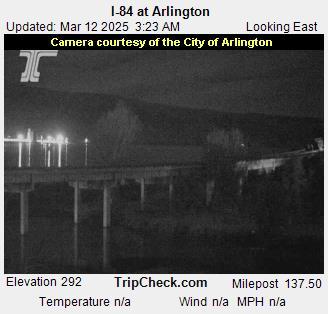 I-84 at Arlington
Updated: Mar 12 2025 3:23 AM Looking East
Camera courtesy of the City of Arlington
Elevation 292 TripCheck.com Milepost 137.50
Temperature n/a Wind n/a MPH n/a